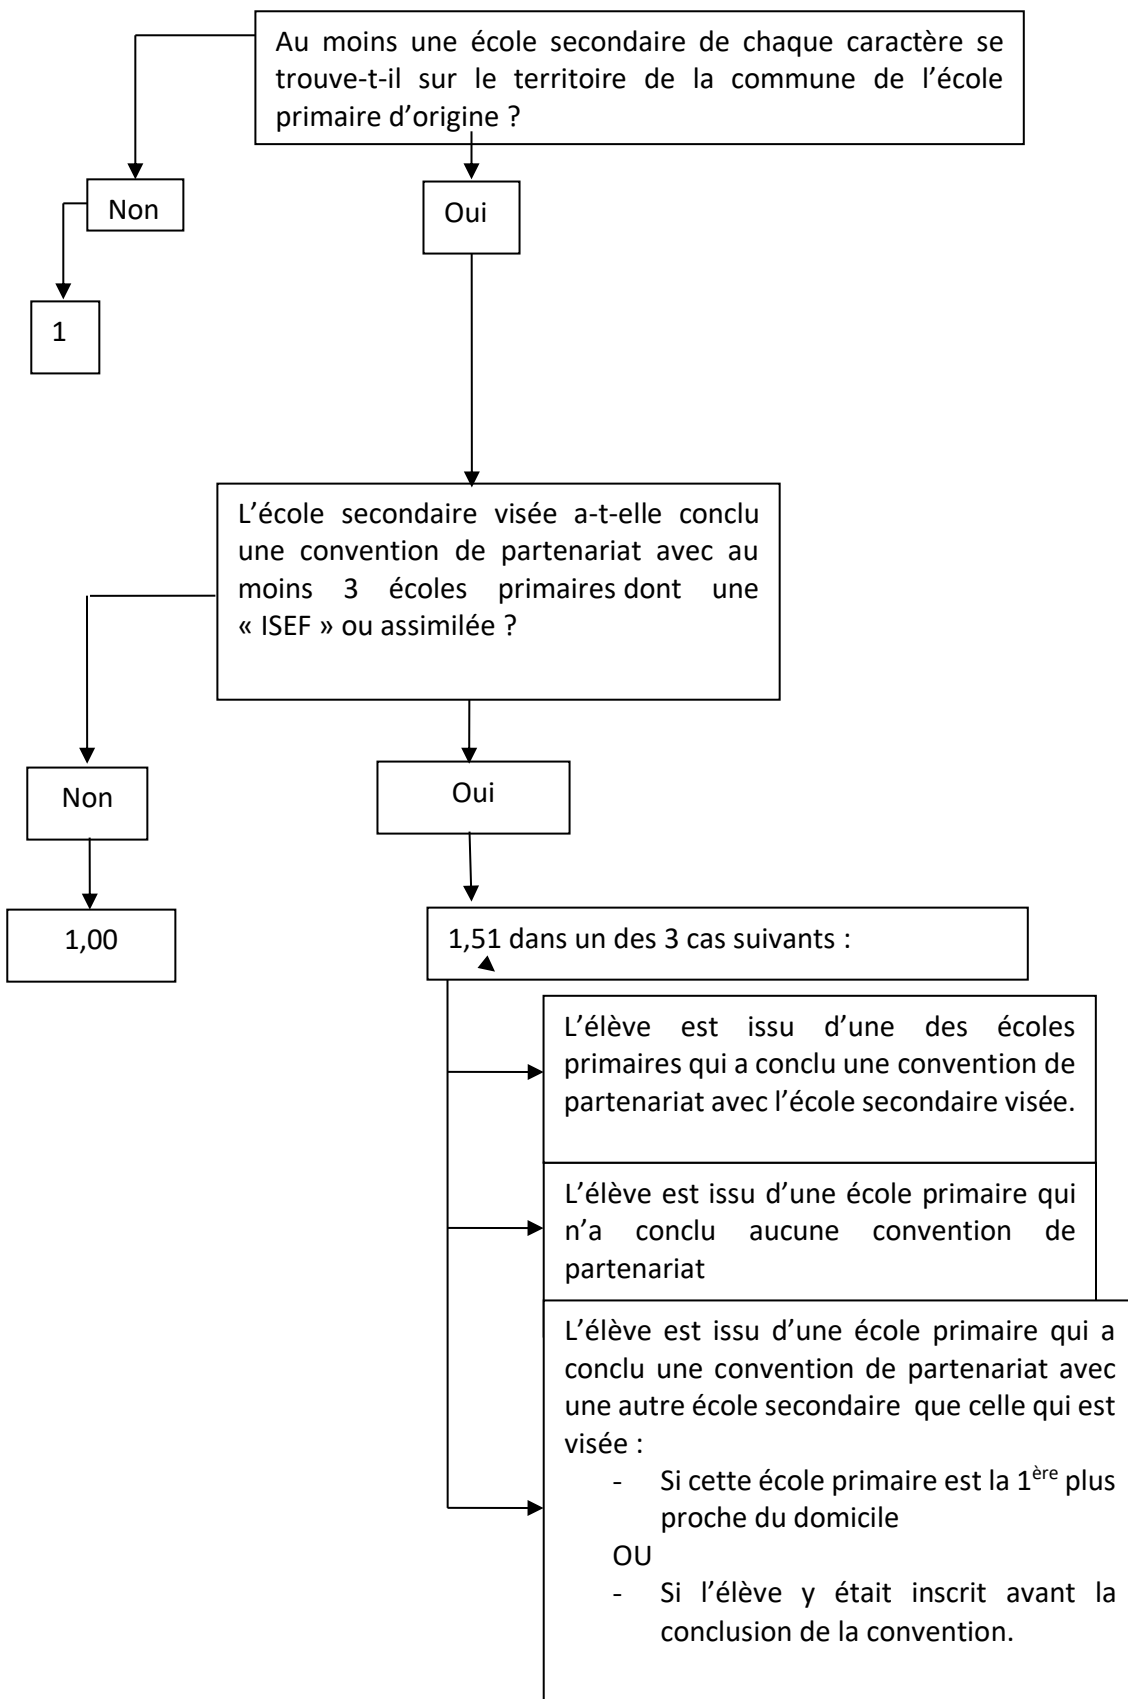 Au moins une école secondaire de chaque caractère se
trouve-t-il sur le territoire de la commune de l’école
primaire d’origine ?
Non
Oui
1
L’école secondaire visée a-t-elle conclu
une convention de partenariat avec au
moins 3 écoles primaires dont une
« ISEF » ou assimilée ?
Non
Oui
1,00
1,51 dans un des 3 cas suivants :
L’élève est issu d’une des écoles
primaires qui a conclu une convention de
partenariat avec l’école secondaire visée.
L’élève est issu d’une école primaire qui
n’a conclu aucune convention de
partenariat
L’élève est issu d’une école primaire qui a
conclu une convention de partenariat avec
une autre école secondaire que celle qui est
visée :
- Si cette école primaire est la 1ère plus
proche du domicile
OU
- Si l’élève y était inscrit avant la
conclusion de la convention.